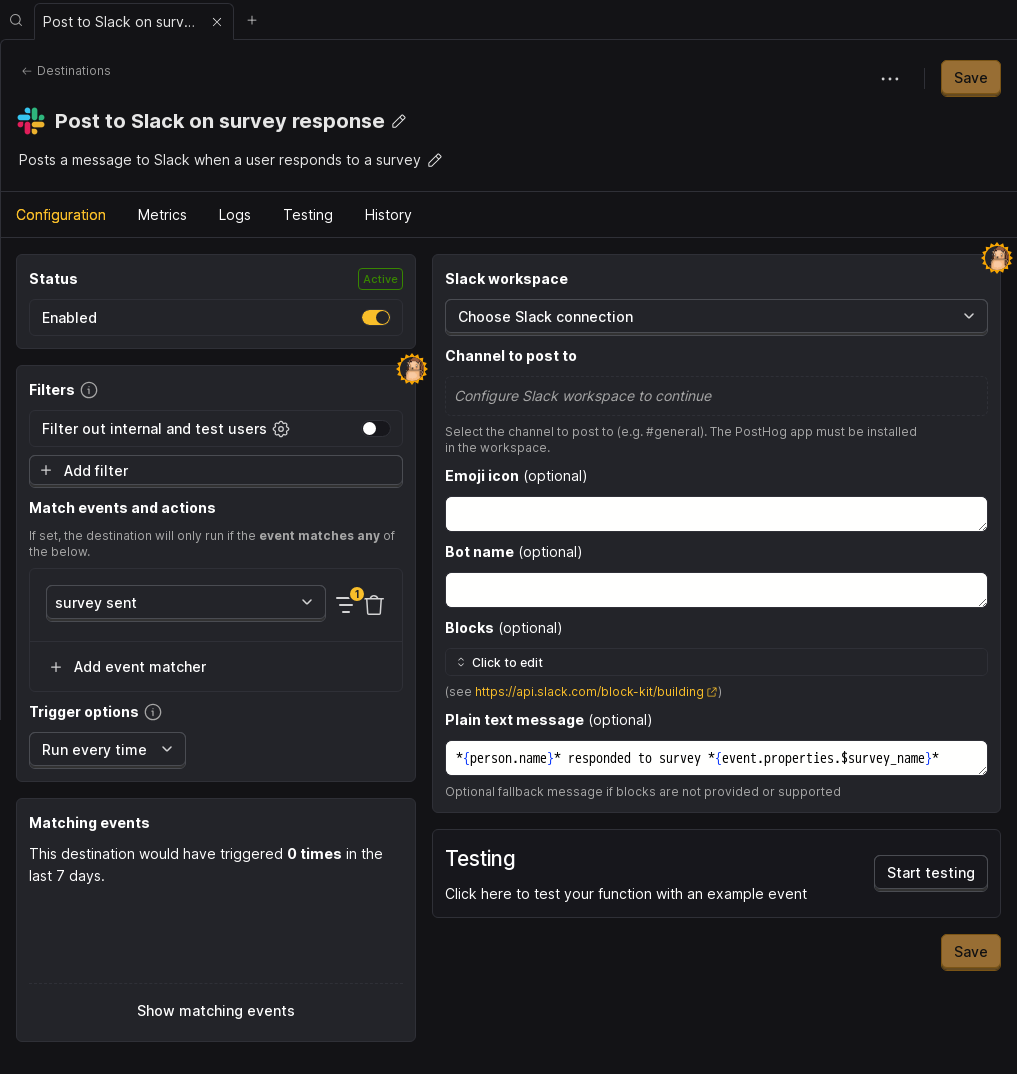 Post to Slack on surv...
Destinations
Save
Post to Slack on survey response
Posts a message to Slack when a user responds to a survey
Configuration
Metrics
Logs
Testing
History
Status
Active
Enabled
Filters
Filter out internal and test users
Add filter
Match events and actions
If set, the destination will only run if the event matches any of
the below.
survey sent
1
Add event matcher
Trigger options
Run every time
Matching events
This destination would have triggered 0 times in the
last 7 days.
Show matching events
Slack workspace
Choose Slack connection
Channel to post to
Configure Slack workspace to continue
Select the channel to post to (e.g. #general). The PostHog app must be installed
in the workspace.
Emoji icon (optional)
Bot name (optional)
Blocks (optional)
Click to edit
(see https://api.slack.com/block-kit/building)
Plain text message (optional)
*{person.name}* responded to survey *{event.properties.$survey_name}*
Optional fallback message if blocks are not provided or supported
Testing
Click here to test your function with an example event
Start testing
Save